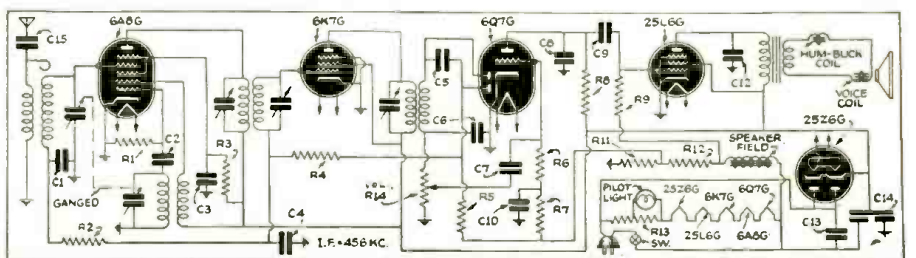 6A8G 6K7G 6Q7G 25L6G
C15 C5 C8 C9 C12 HUM-BUCK COIL
VOICE COIL
R8 R9
C6
R1 C2 R3 C7 R6 R11 R12 SPEAKER FIELD 25Z6G
C1 R4
GANGED C3 R14 R5 C10 R7 PILOT LIGHT 25Z6G 6K7G 6Q7G C13 C14
R2 C4 I.F.=456 KC. R13 SW. 25L6G 6A8G